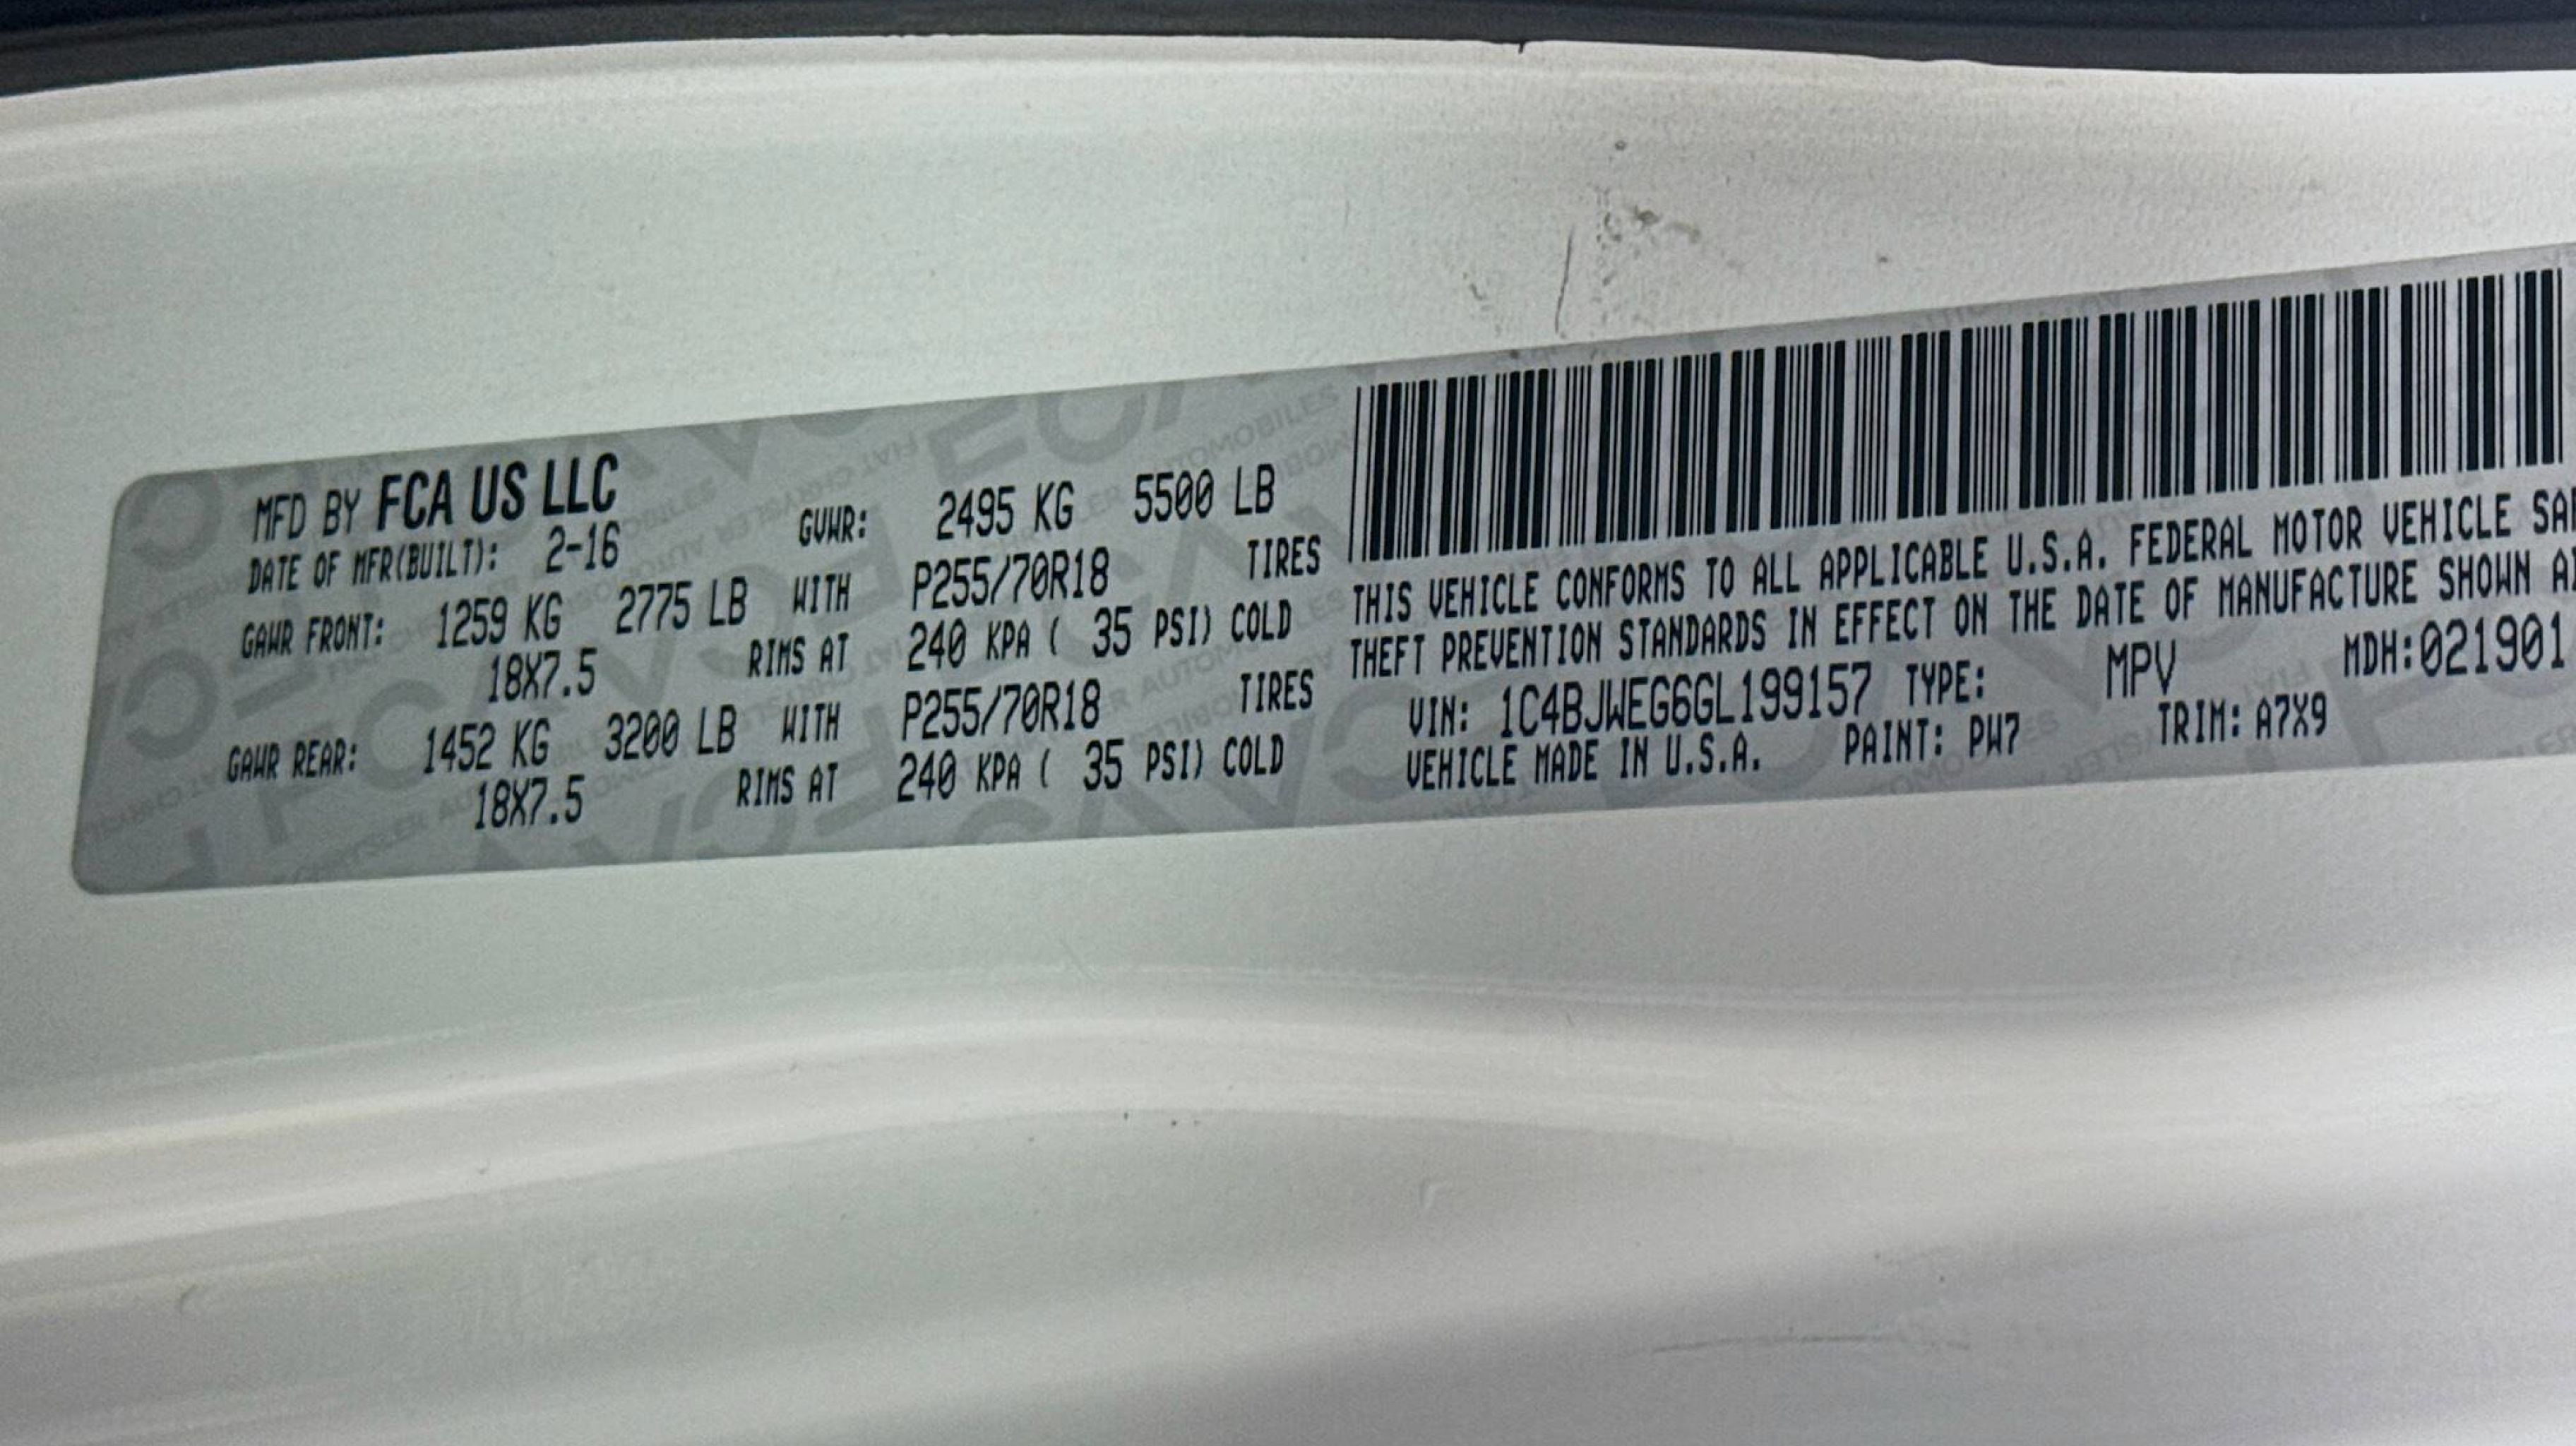 MFD BY FCA US LLC
DATE OF MFR(BUILT): 2-16 GVWR: 2495 KG 5500 LB
GAWR FRONT: 1259 KG 2775 LB WITH P255/70R18 TIRES
18X7.5 RIMS AT 240 KPA ( 35 PSI) COLD
GAWR REAR: 1452 KG 3200 LB WITH P255/70R18 TIRES
18X7.5 RIMS AT 240 KPA ( 35 PSI) COLD
THIS VEHICLE CONFORMS TO ALL APPLICABLE U.S.A. FEDERAL MOTOR VEHICLE SA
THEFT PREVENTION STANDARDS IN EFFECT ON THE DATE OF MANUFACTURE SHOWN A
VIN: 1C4BJWEG6GL199157 TYPE: MPV MDH:021901
VEHICLE MADE IN U.S.A. PAINT: PW7 TRIM: A7X9